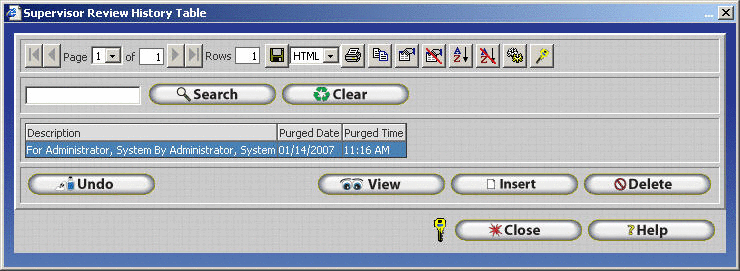 Supervisor Review History Table
Page 1 of 1 Rows 1 HTML
Search Clear
Description Purged Date Purged Time
For Administrator, System By Administrator, System 01/14/2007 11:16 AM
Undo View Insert Delete
Close ?Help